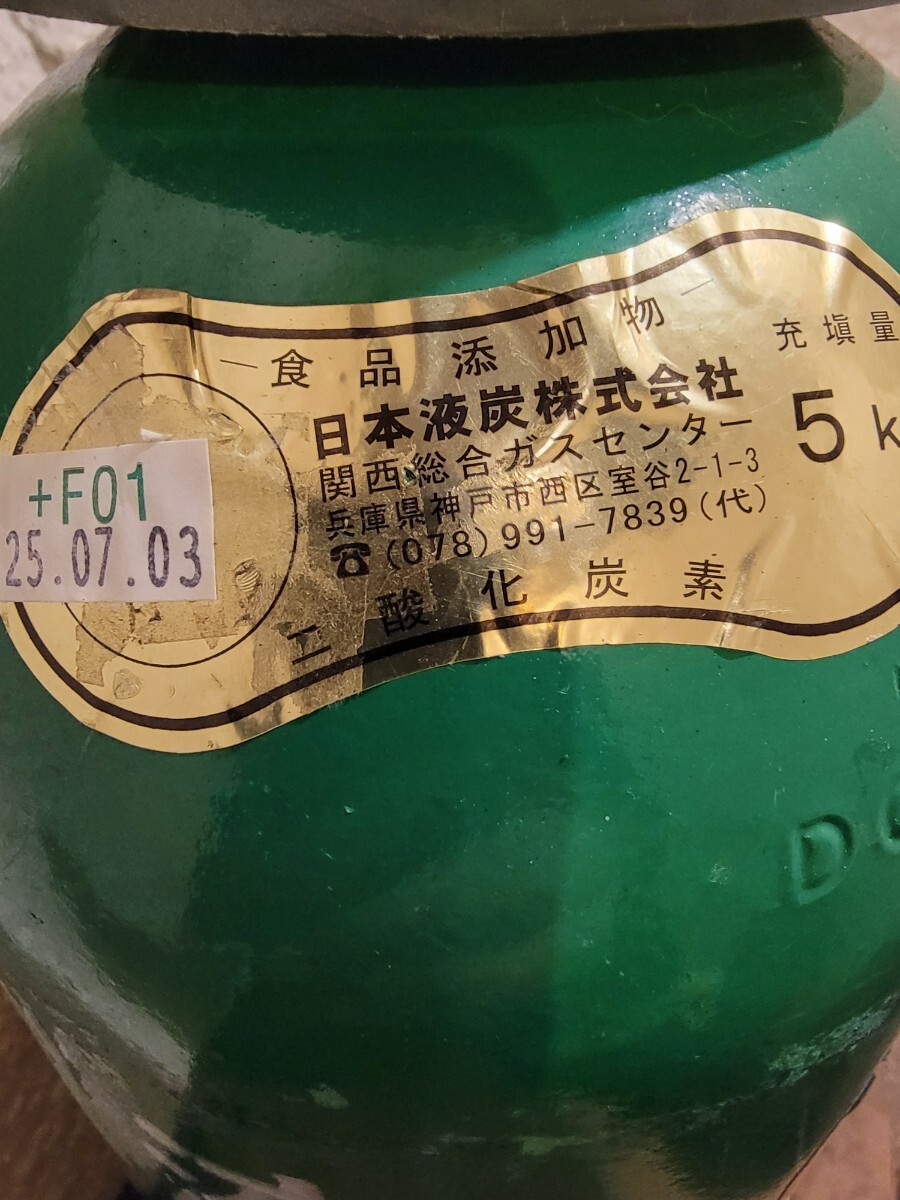 食品添加物
日本液炭株式会社
関西総合ガスセンター
兵庫県神戸市西区室谷2-1-3
☎(078)991-7839(代)
二酸化炭素
充塡量
5k
+F01
25.07.03